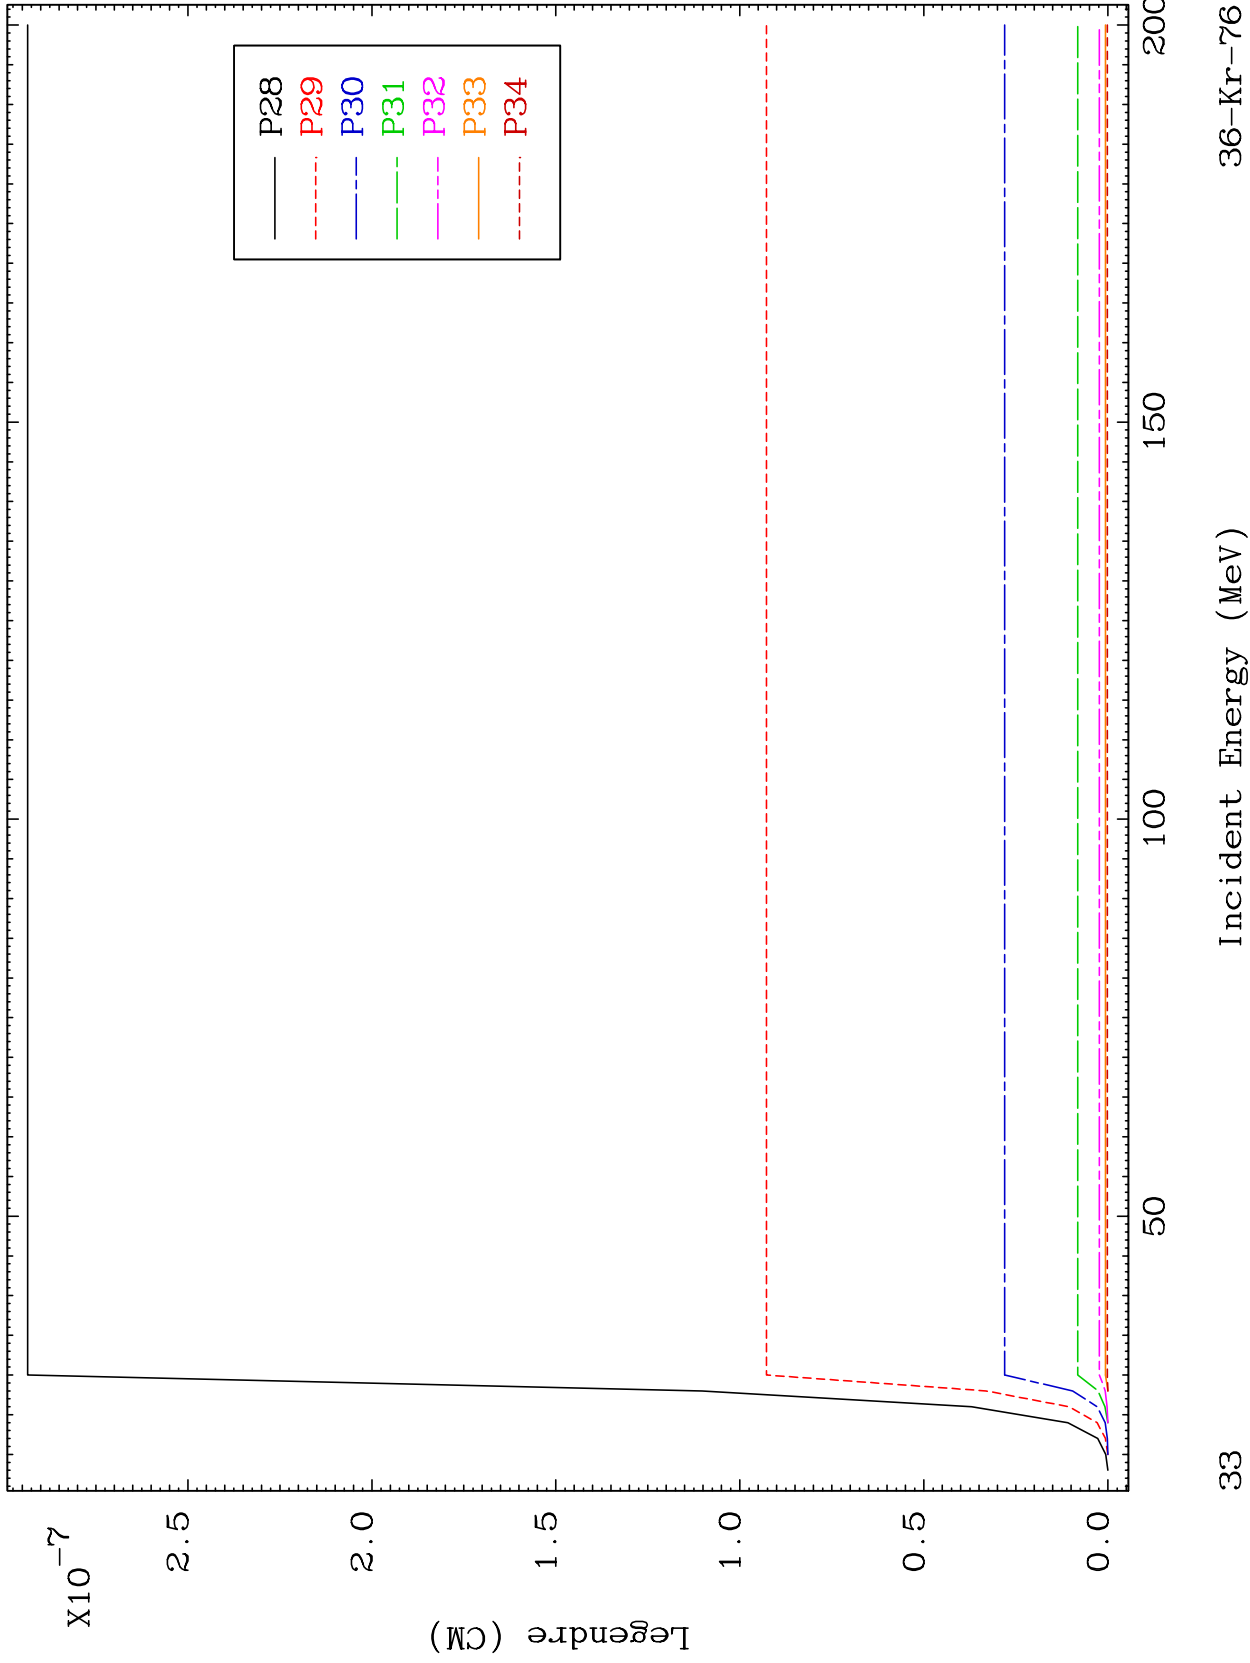 X10-7
2.5
2.0
1.5
1.0
0.5
0.0
Legendre (CM)
P28
P29
P30
P31
P32
P33
P34
50
100
150
200
Incident Energy (MeV)
33
36-Kr-76